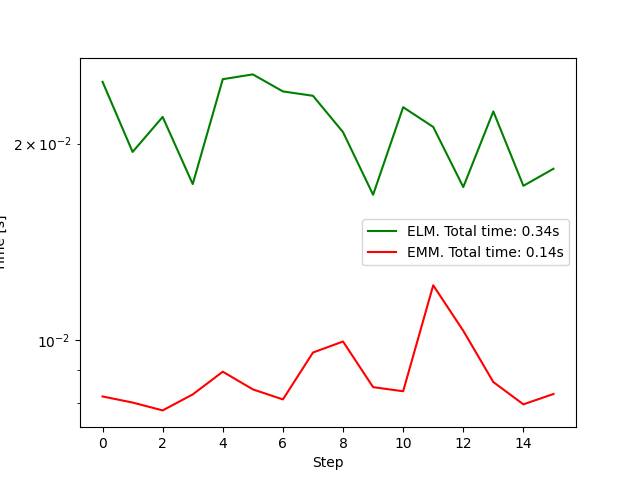 2 × 10⁻²
10⁻²
Time [s]
ELM. Total time: 0.34s
EMM. Total time: 0.14s
0 2 4 6 8 10 12 14
Step